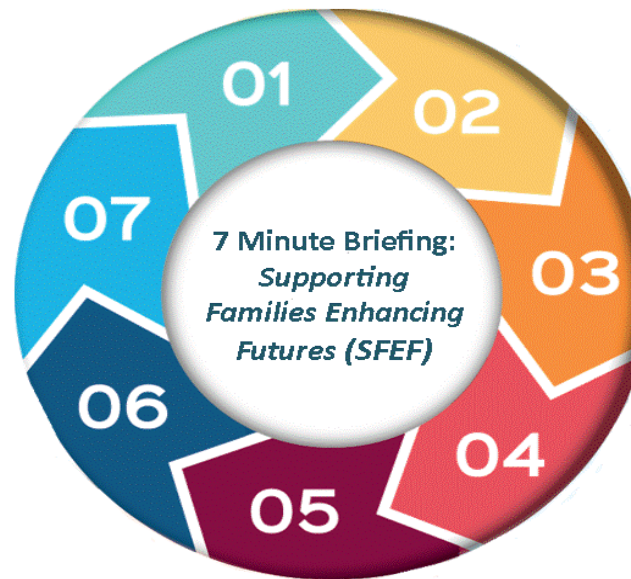 01
02
03
04
05
06
07
7 Minute Briefing:
Supporting
Families Enhancing
Futures (SFEF)